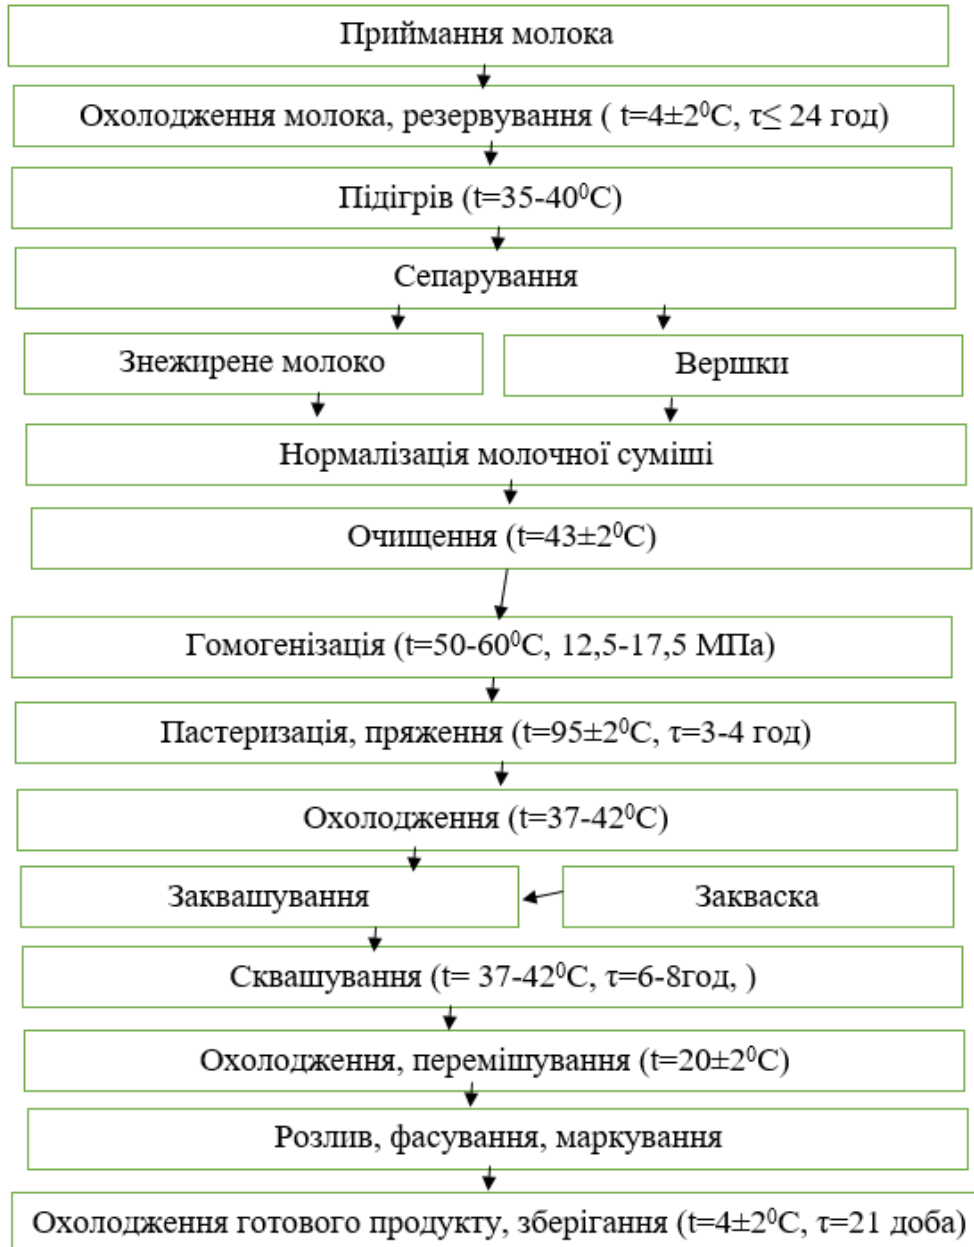 Приймання молока
Охолодження молока, резервування ( t=4±2⁰С, τ≤ 24 год)
Підігрів (t=35-40⁰С)
Сепарування
Знежирене молоко
Вершки
Нормалізація молочної суміші
Очищення (t=43±2⁰С)
Гомогенізація (t=50-60⁰С, 12,5-17,5 МПа)
Пастеризація, пряження (t=95±2⁰С, τ=3-4 год)
Охолодження (t=37-42⁰С)
Заквашування
Закваска
Сквашування (t= 37-42⁰С, τ=6-8год, )
Охолодження, перемішування (t=20±2⁰С)
Розлив, фасування, маркування
Охолодження готового продукту, зберігання (t=4±2⁰С, τ=21 доба)